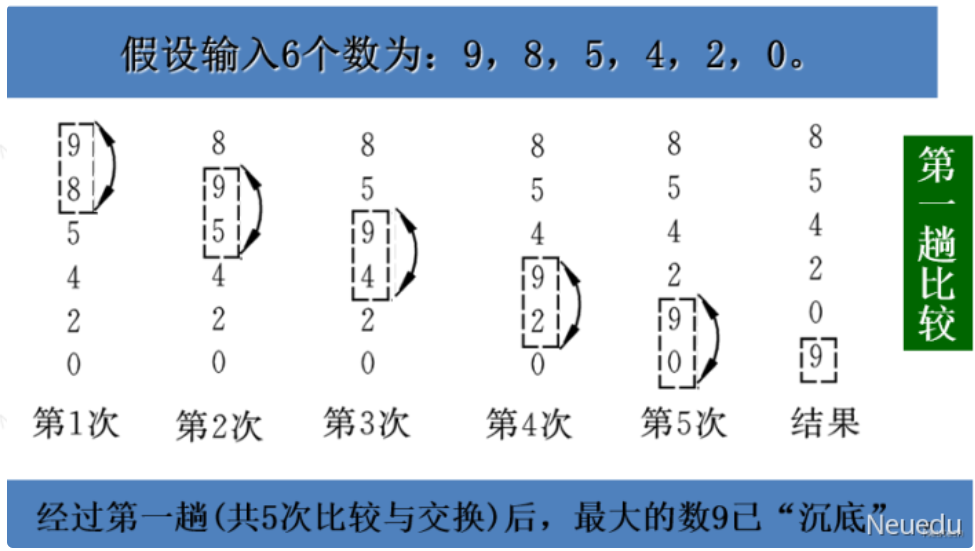 假设输入6个数为：9，8，5，4，2，0。
9 8 8 8 8 8
8 9 5 5 5 5
5 5 9 4 4 4
4 4 4 9 2 2
2 2 2 2 9 0
0 0 0 0 0 9
第1次 第2次 第3次 第4次 第5次 结果
第一趟比较
经过第一趟(共5次比较与交换)后，最大的数9已“沉底”
Neuedu